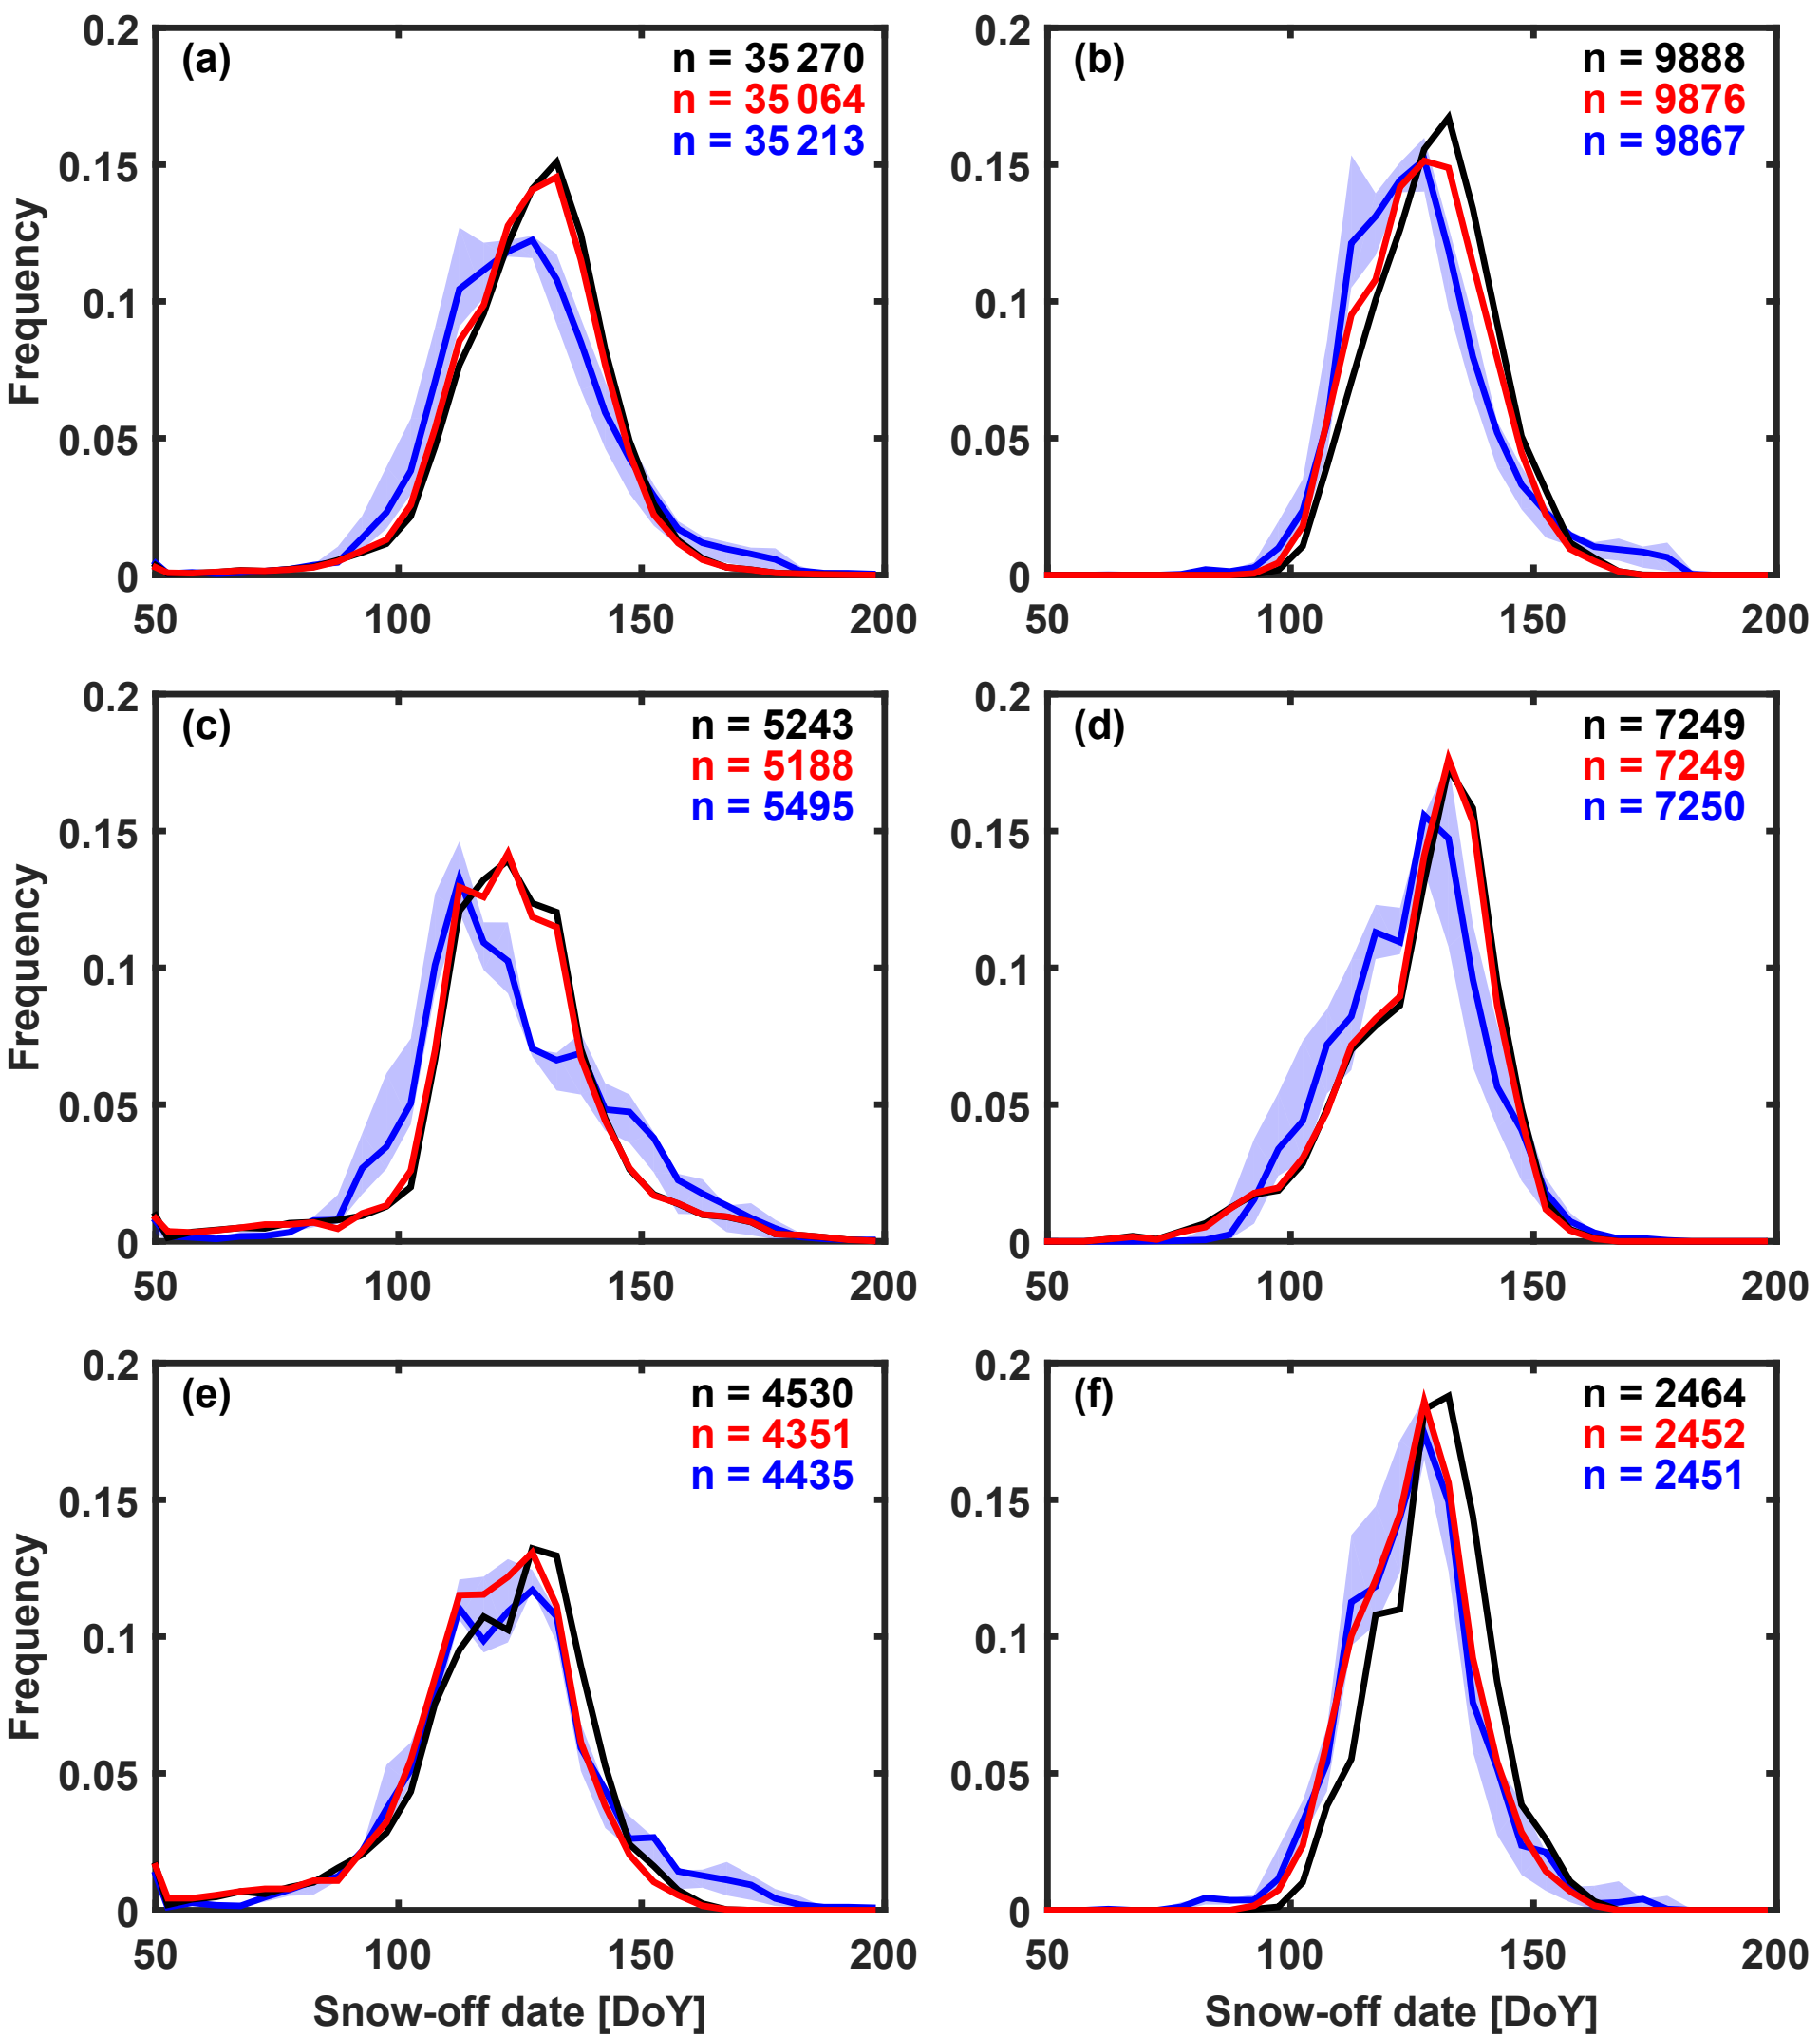 (a)
n = 35 270
n = 35 064
n = 35 213
Frequency
0.2
0.15
0.1
0.05
0
50 100 150 200
(b)
n = 9888
n = 9876
n = 9867
0.2
0.15
0.1
0.05
0
50 100 150 200
(c)
n = 5243
n = 5188
n = 5495
Frequency
0.2
0.15
0.1
0.05
0
50 100 150 200
(d)
n = 7249
n = 7249
n = 7250
0.2
0.15
0.1
0.05
0
50 100 150 200
(e)
n = 4530
n = 4351
n = 4435
Frequency
0.2
0.15
0.1
0.05
0
50 100 150 200
Snow-off date [DoY]
(f)
n = 2464
n = 2452
n = 2451
0.2
0.15
0.1
0.05
0
50 100 150 200
Snow-off date [DoY]